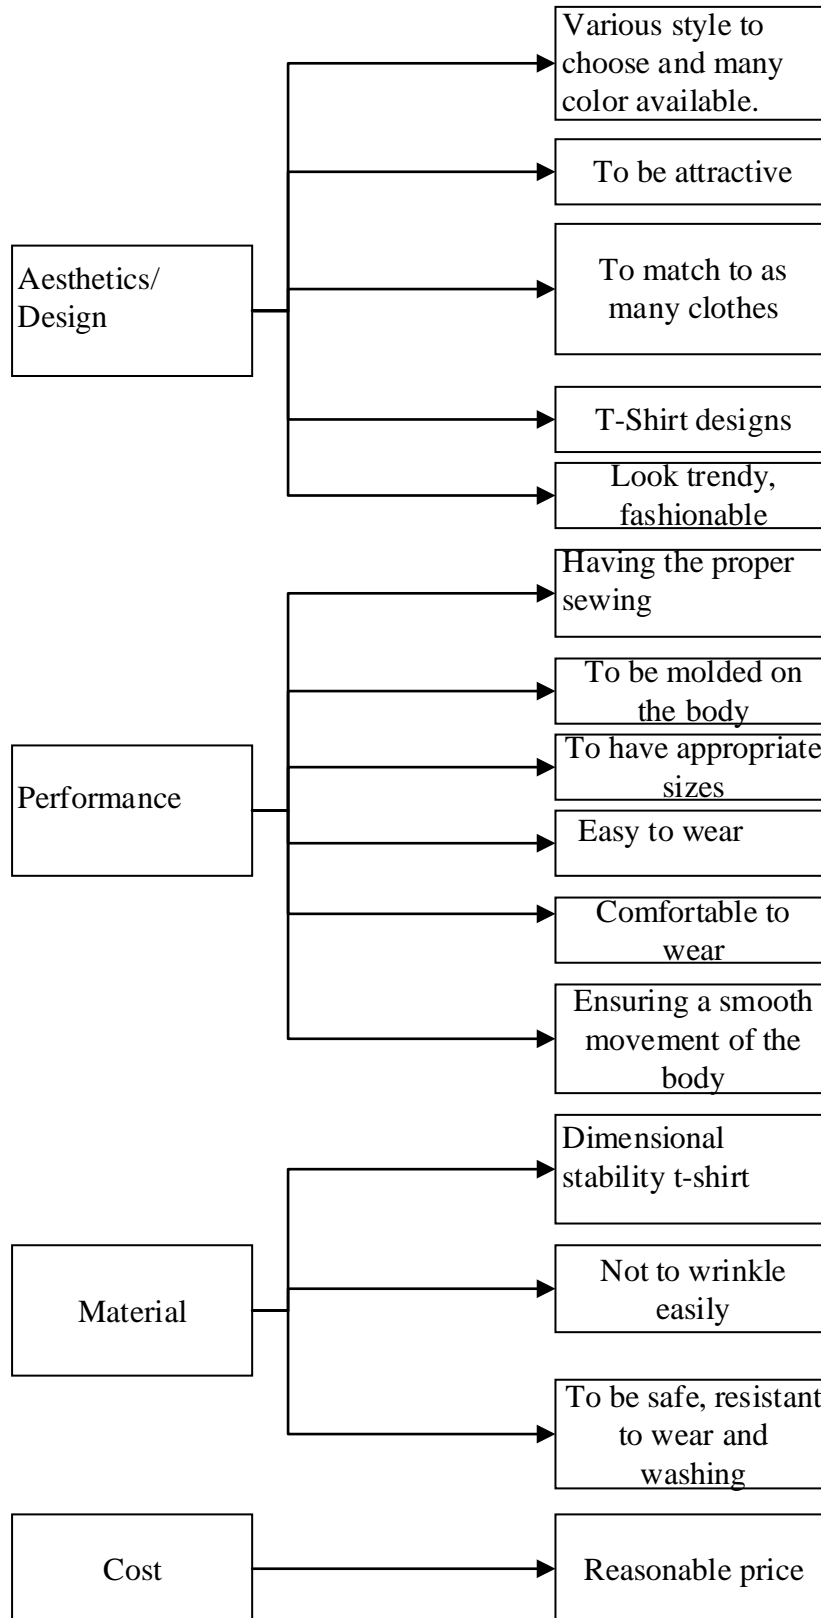 Various style to
choose and many
color available.
To be attractive
Aesthetics/
Design
To match to as
many clothes
T-Shirt designs
Look trendy,
fashionable
Having the proper
sewing
To be molded on
the body
To have appropriate
sizes
Performance
Easy to wear
Comfortable to
wear
Ensuring a smooth
movement of the
body
Dimensional
stability t-shirt
Material
Not to wrinkle
easily
To be safe, resistant
to wear and
washing
Cost
Reasonable price